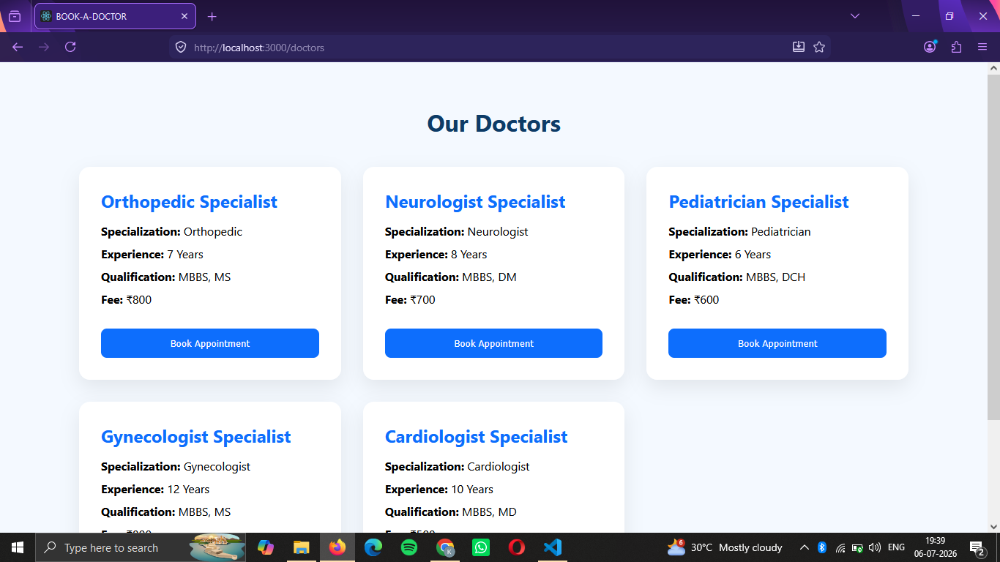 BOOK-A-DOCTOR
http://localhost:3000/doctors
Our Doctors
Orthopedic Specialist
Specialization: Orthopedic
Experience: 7 Years
Qualification: MBBS, MS
Fee: ₹800
Book Appointment
Neurologist Specialist
Specialization: Neurologist
Experience: 8 Years
Qualification: MBBS, DM
Fee: ₹700
Book Appointment
Pediatrician Specialist
Specialization: Pediatrician
Experience: 6 Years
Qualification: MBBS, DCH
Fee: ₹600
Book Appointment
Gynecologist Specialist
Specialization: Gynecologist
Experience: 12 Years
Qualification: MBBS, MS
Cardiologist Specialist
Specialization: Cardiologist
Experience: 10 Years
Qualification: MBBS, MD
Type here to search
K
6
30°C Mostly cloudy
ENG
19:39
06-07-2026
2